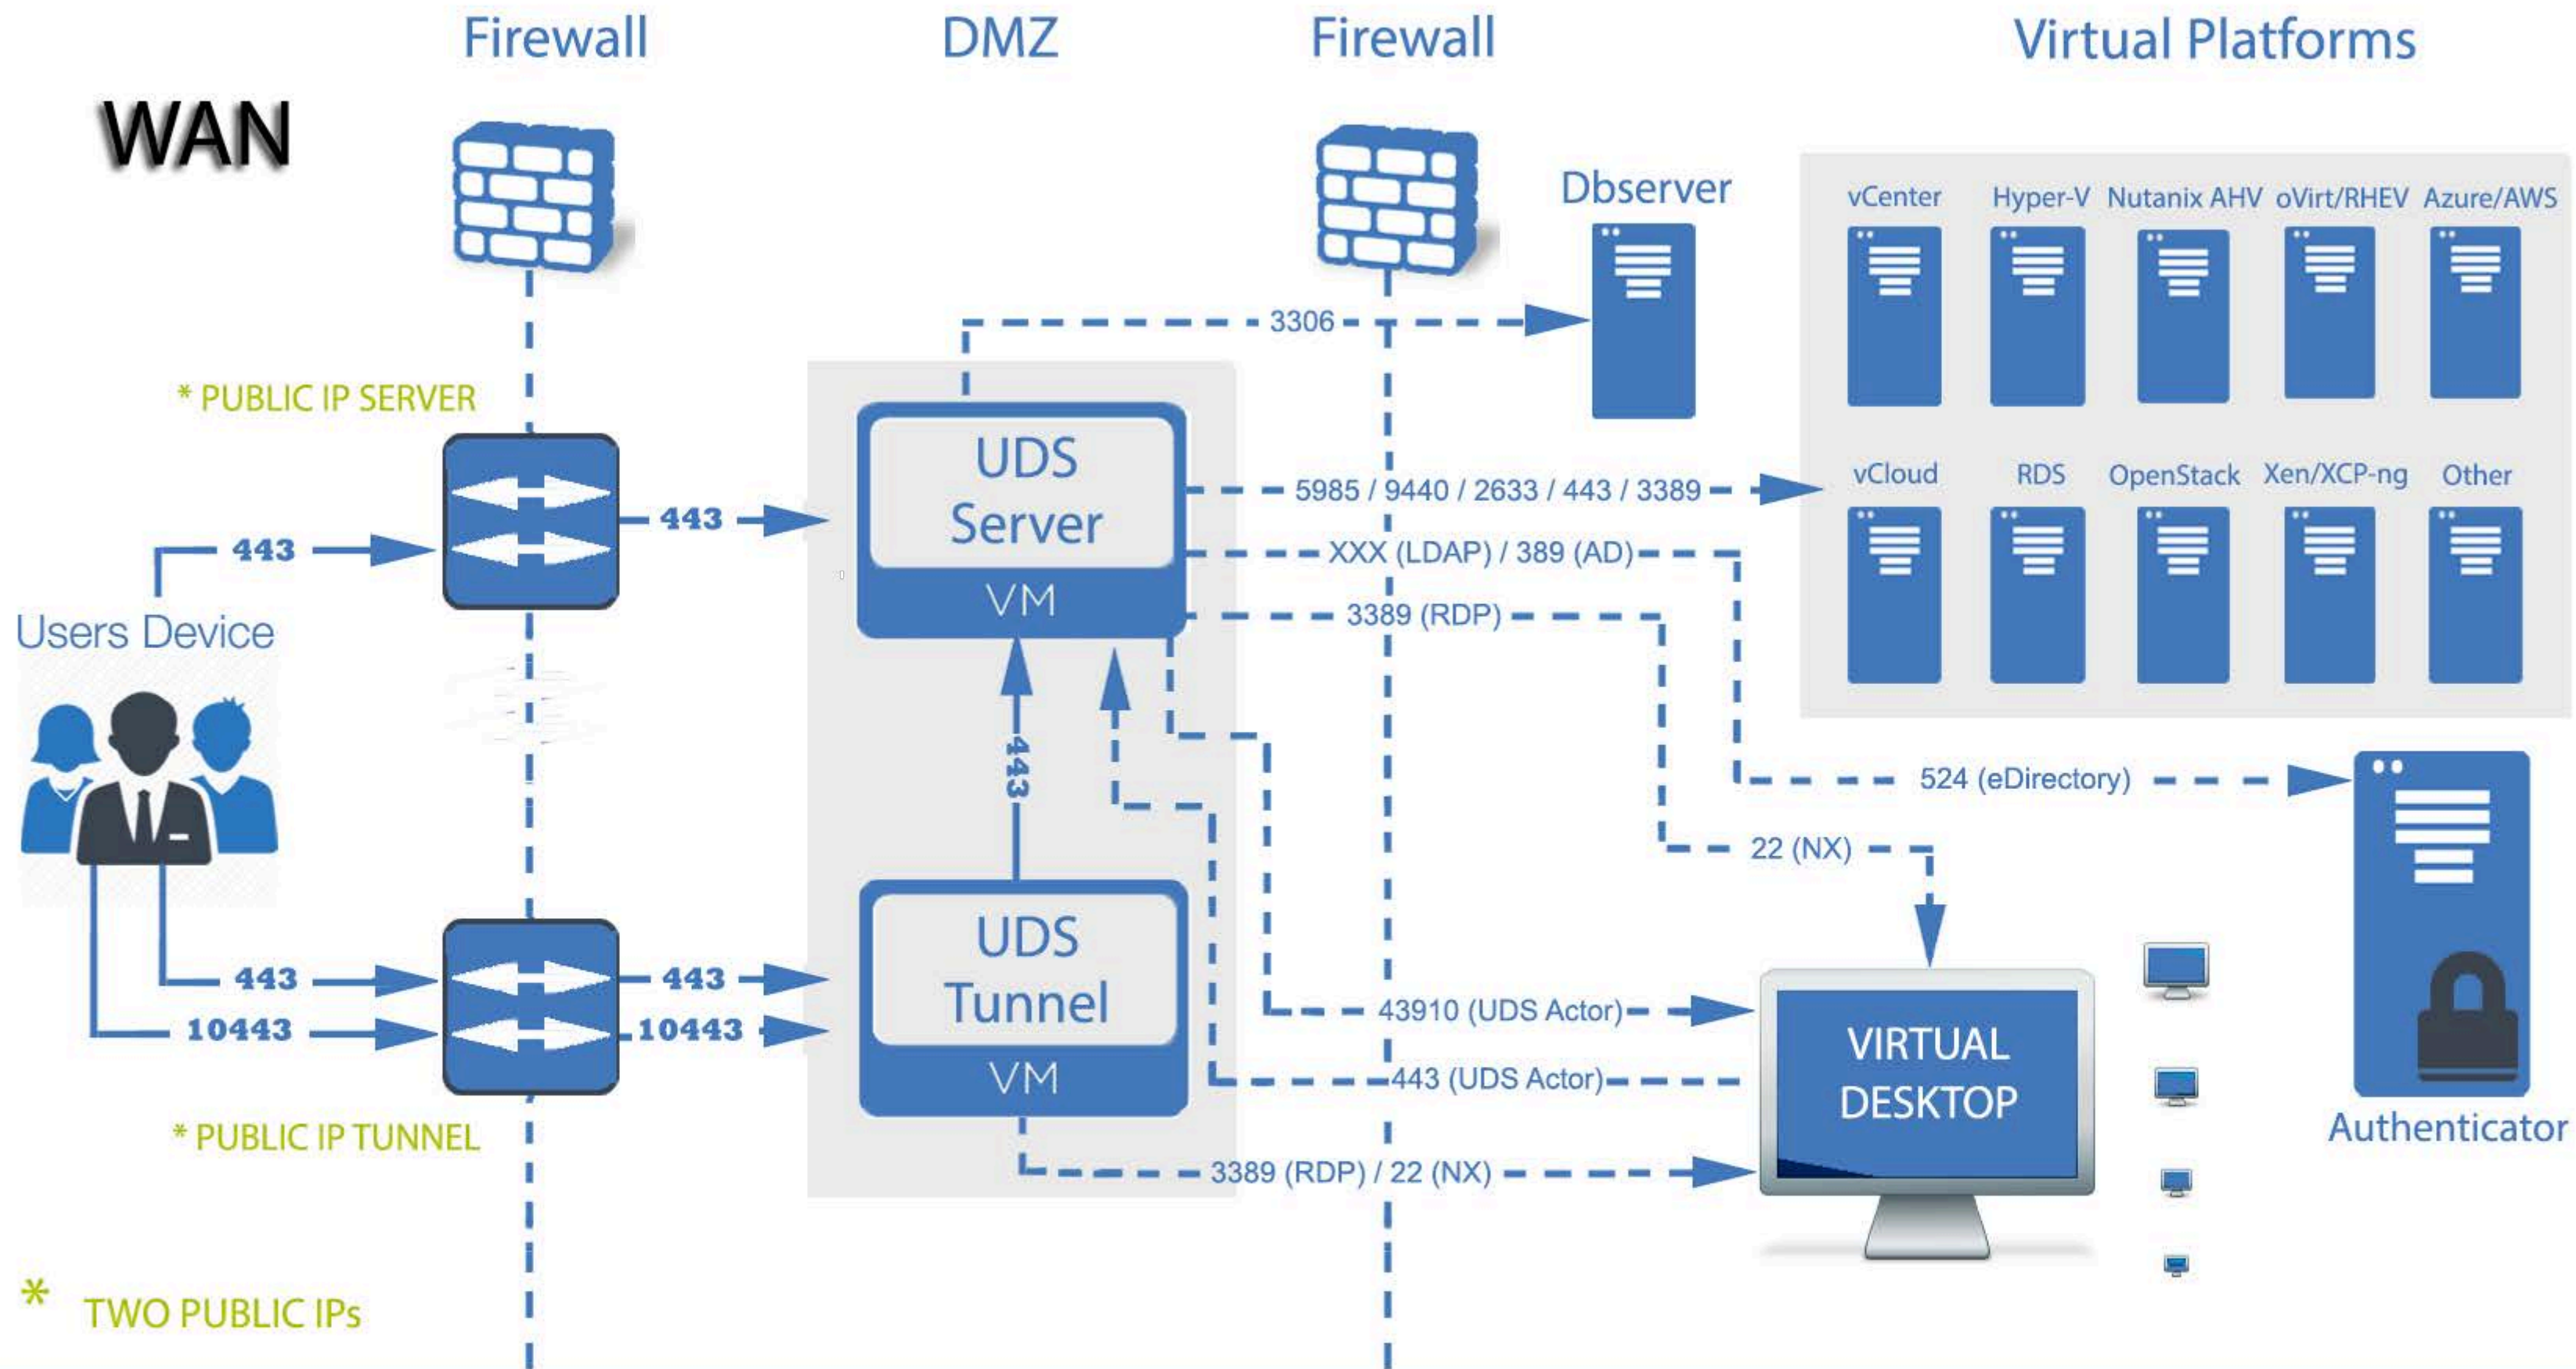 Firewall
DMZ
Firewall
Virtual Platforms
WAN
Dbserver
vCenter
Hyper-V
Nutanix AHV
oVirt/RHEV
Azure/AWS
3306
* PUBLIC IP SERVER
UDS
Server
VM
5985 / 9440 / 2633 / 443 / 3389
vCloud
RDS
OpenStack
Xen/XCP-ng
Other
443
443
XXX (LDAP) / 389 (AD)
3389 (RDP)
Users Device
443
524 (eDirectory)
22 (NX)
UDS
Tunnel
VM
443
443
10443
10443
43910 (UDS Actor)
443 (UDS Actor)
VIRTUAL
DESKTOP
Authenticator
* PUBLIC IP TUNNEL
3389 (RDP) / 22 (NX)
* TWO PUBLIC IPs